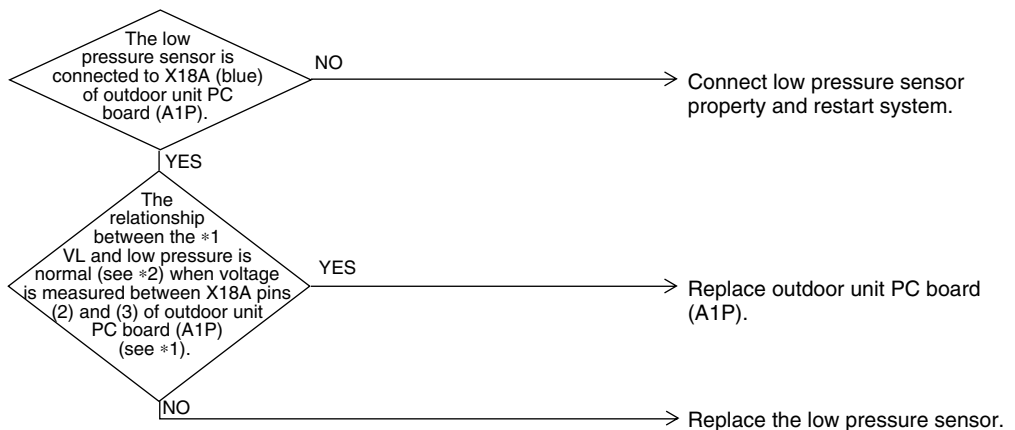 The low
pressure sensor is
connected to X18A (blue)
of outdoor unit PC
board (A1P).
NO
Connect low pressure sensor
property and restart system.
YES
The
relationship
between the *1
VL and low pressure is
normal (see *2) when voltage
is measured between X18A pins
(2) and (3) of outdoor unit
PC board (A1P)
(see *1).
YES
Replace outdoor unit PC board
(A1P).
NO
Replace the low pressure sensor.